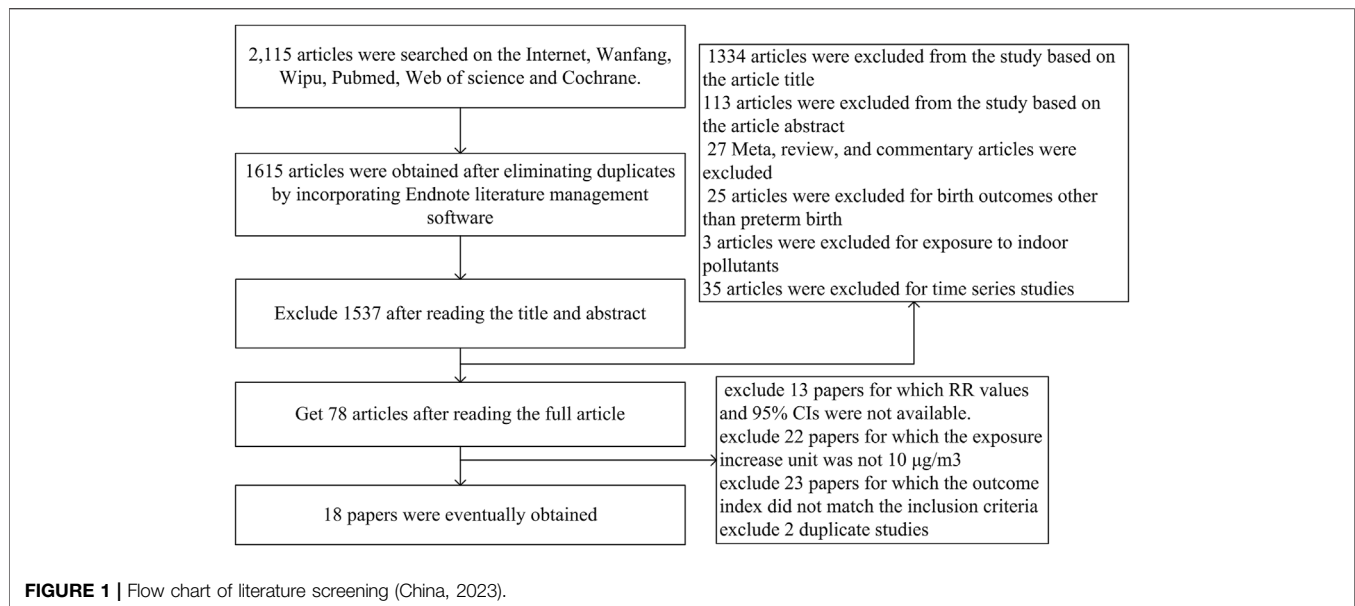 2,115 articles were searched on the Internet, Wanfang,
Wipu, Pubmed, Web of science and Cochrane.
1615 articles were obtained after eliminating duplicates
by incorporating Endnote literature management
software
Exclude 1537 after reading the title and abstract
1334 articles were excluded from the study based on
the article title
113 articles were excluded from the study based on
the article abstract
27 Meta, review, and commentary articles were
excluded
25 articles were excluded for birth outcomes other
than preterm birth
3 articles were excluded for exposure to indoor
pollutants
35 articles were excluded for time series studies
Get 78 articles after reading the full article
exclude 13 papers for which RR values
and 95% CIs were not available.
exclude 22 papers for which the exposure
increase unit was not 10 μg/m3
exclude 23 papers for which the outcome
index did not match the inclusion criteria
exclude 2 duplicate studies
18 papers were eventually obtained
FIGURE 1 | Flow chart of literature screening (China, 2023).